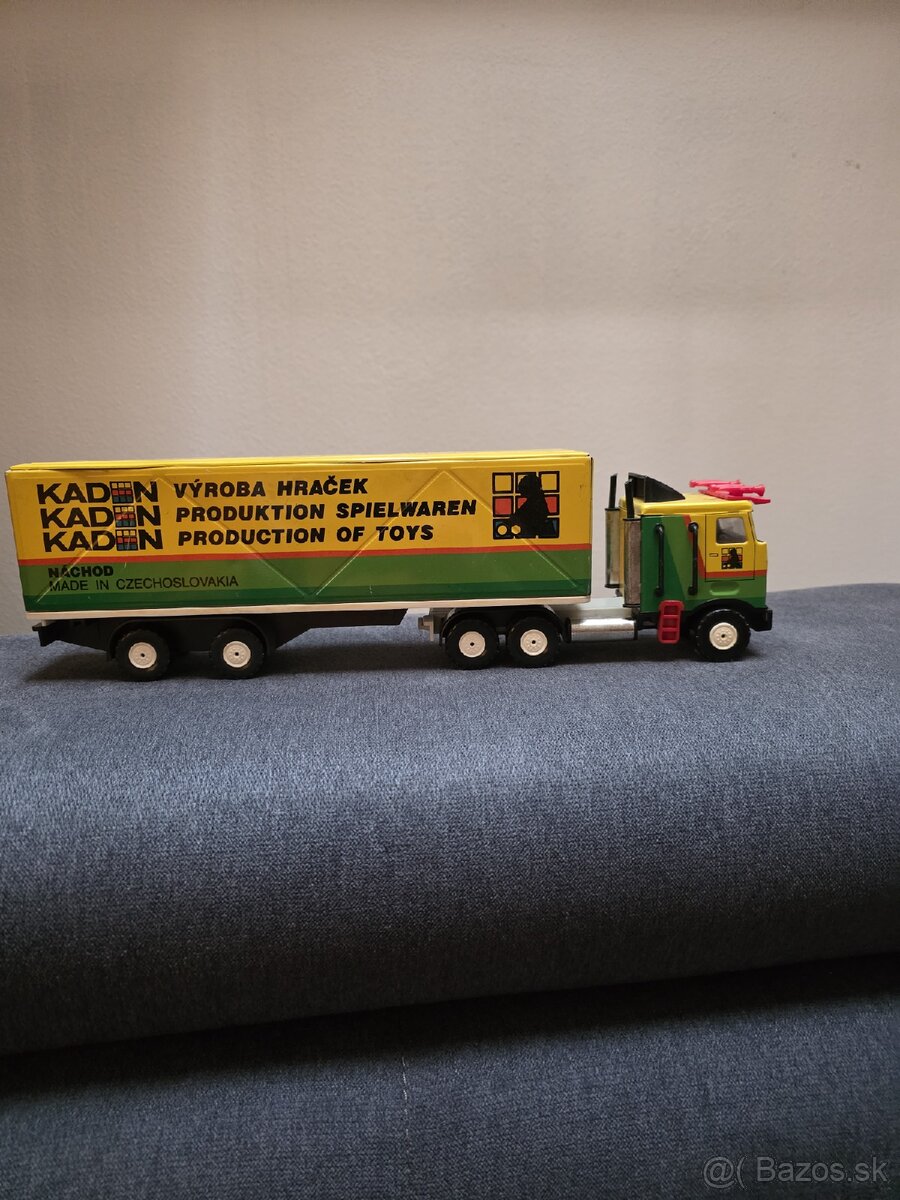 KADEN VÝROBA HRAČEK
KADEN PRODUKTION SPIELWAREN
KADEN PRODUCTION OF TOYS
NÁCHOD
MADE IN CZECHOSLOVAKIA
@( Bazos.sk